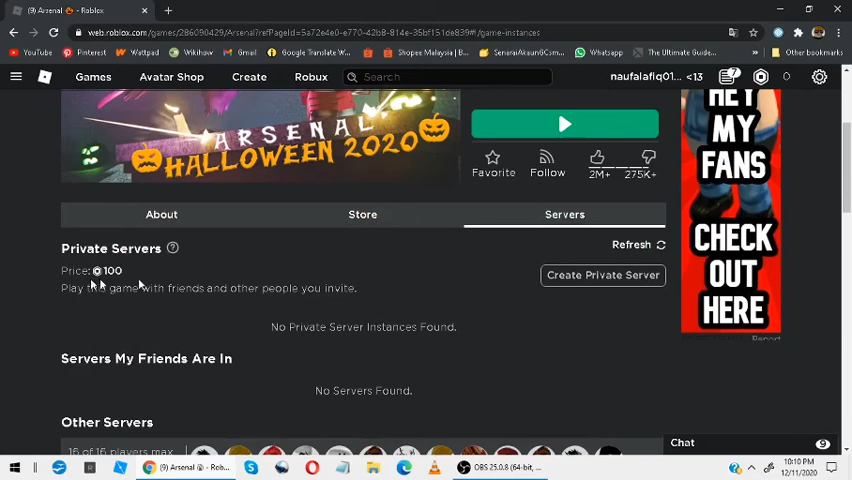 (9) Arsenal 🎃 - Roblox
web.roblox.com/games/286090429/Arsenal?refPageId=5a72e4e0-e770-42b8-814e-35bf151de839#!/game-instances
YouTube Pinterest Wattpad Wikihow Gmail Google Translate W... Shopee Malaysia | B... SenaraiAkaunGCsm... Whatsapp The Ultimate Guide... Other bookmarks
Games Avatar Shop Create Robux Search naufalafiq01... <13 7 0
HEY
MY
FANS
CHECK
OUT
HERE
Report
ARSENAL
HALLOWEEN 2020
Favorite Follow 2M+ 275K+
About Store Servers
Private Servers ?
Refresh
Price: 100
Create Private Server
Play this game with friends and other people you invite.
No Private Server Instances Found.
Servers My Friends Are In
No Servers Found.
Other Servers
16 of 16 players max
Chat 9
(9) Arsenal 🎃 - Ro...
OBS 25.0.8 (64-bit, ...
10:10 PM
12/11/2020